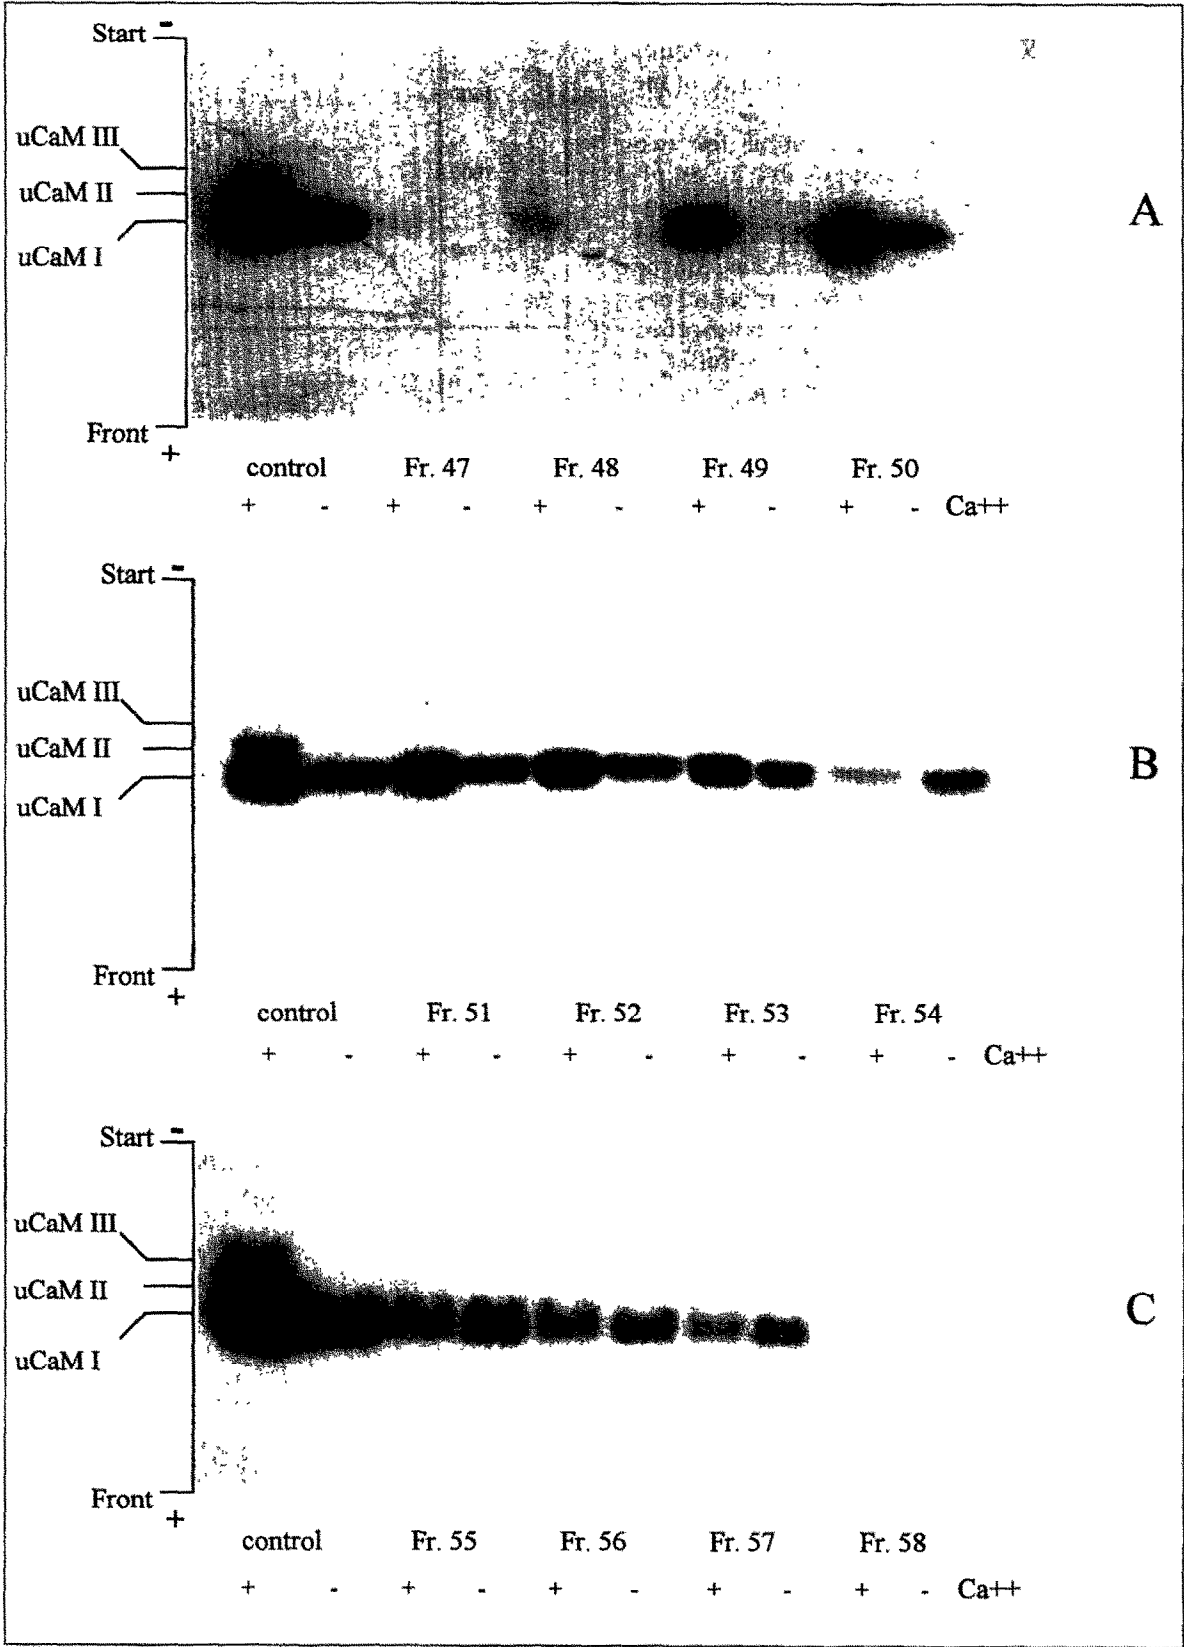 Start -
uCaM III
uCaM II
uCaM I
A
Front
+
control Fr. 47 Fr. 48 Fr. 49 Fr. 50
+ - + - + - + - + - Ca++
Start -
uCaM III
uCaM II
uCaM I
B
Front
+
control Fr. 51 Fr. 52 Fr. 53 Fr. 54
+ - + - + - + - + - Ca++
Start -
uCaM III
uCaM II
uCaM I
C
Front
+
control Fr. 55 Fr. 56 Fr. 57 Fr. 58
+ - + - + - + - + - Ca++